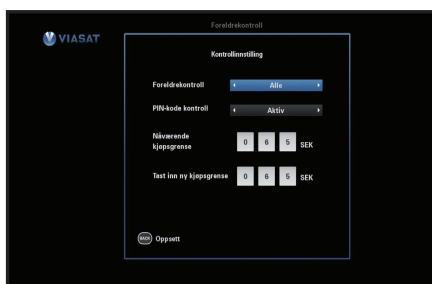 Foreldrekontroll
VIASAT
Kontrollinnstilling
Foreldrekontroll Alle
PIN-kode kontroll Aktiv
Nåværende
kjøpsgrense 0 6 5 SEK
Tast inn ny kjøpsgrense 0 6 5 SEK
BACK Oppsett